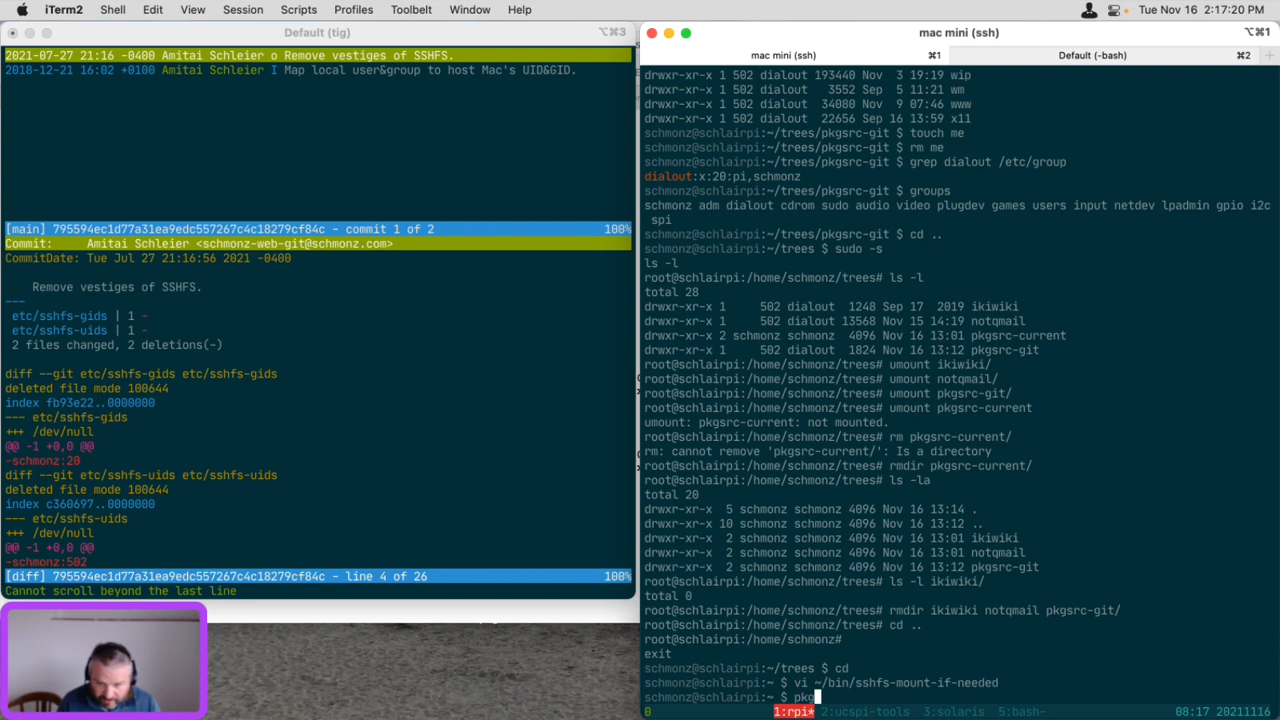 iTerm2 Shell Edit View Session Scripts Profiles Toolbelt Window Help Tue Nov 16 2:17:20 PM
Default (tig) ⌥⌘3
2021-07-27 21:16 -0400 Amitai Schleier o Remove vestiges of SSHFS.
2018-12-21 16:02 +0100 Amitai Schleier I Map local user&group to host Mac's UID&GID.
[main] 795594ec1d77a31ea9edc557267c4c18279cf84c - commit 1 of 2 100%
Commit: Amitai Schleier <schmonz-web-git@schmonz.com>
CommitDate: Tue Jul 27 21:16:56 2021 -0400
Remove vestiges of SSHFS.
---
etc/sshfs-gids | 1 -
etc/sshfs-uids | 1 -
2 files changed, 2 deletions(-)
diff --git etc/sshfs-gids etc/sshfs-gids
deleted file mode 100644
index fb93e22..0000000
--- etc/sshfs-gids
+++ /dev/null
@@ -1 +0,0 @@
-schmonz:20
diff --git etc/sshfs-uids etc/sshfs-uids
deleted file mode 100644
index c360697..0000000
--- etc/sshfs-uids
+++ /dev/null
@@ -1 +0,0 @@
-schmonz:502
[diff] 795594ec1d77a31ea9edc557267c4c18279cf84c - line 4 of 26 100%
Cannot scroll beyond the last line
mac mini (ssh) ⌥⌘1
mac mini (ssh) ⌘1 Default (-bash) ⌘2 +
drwxr-xr-x 1 502 dialout 193440 Nov 3 19:19 wip
drwxr-xr-x 1 502 dialout 3552 Sep 5 11:21 wm
drwxr-xr-x 1 502 dialout 34080 Nov 9 07:46 www
drwxr-xr-x 1 502 dialout 22656 Sep 16 13:59 x11
schmonz@schlairpi:~/trees/pkgsrc-git $ touch me
schmonz@schlairpi:~/trees/pkgsrc-git $ rm me
schmonz@schlairpi:~/trees/pkgsrc-git $ grep dialout /etc/group
dialout:x:20:pi,schmonz
schmonz@schlairpi:~/trees/pkgsrc-git $ groups
schmonz adm dialout cdrom sudo audio video plugdev games users input netdev lpadmin gpio i2c
spi
schmonz@schlairpi:~/trees/pkgsrc-git $ cd ..
schmonz@schlairpi:~/trees $ sudo -s
ls -l
root@schlairpi:/home/schmonz/trees# ls -l
total 28
drwxr-xr-x 1 502 dialout 1248 Sep 17 2019 ikiwiki
drwxr-xr-x 1 502 dialout 13568 Nov 15 14:19 notqmail
drwxr-xr-x 2 schmonz schmonz 4096 Nov 16 13:01 pkgsrc-current
drwxr-xr-x 1 502 dialout 1824 Nov 16 13:12 pkgsrc-git
root@schlairpi:/home/schmonz/trees# umount ikiwiki/
root@schlairpi:/home/schmonz/trees# umount notqmail/
root@schlairpi:/home/schmonz/trees# umount pkgsrc-git/
root@schlairpi:/home/schmonz/trees# umount pkgsrc-current
umount: pkgsrc-current: not mounted.
root@schlairpi:/home/schmonz/trees# rm pkgsrc-current/
rm: cannot remove 'pkgsrc-current/': Is a directory
root@schlairpi:/home/schmonz/trees# rmdir pkgsrc-current/
root@schlairpi:/home/schmonz/trees# ls -la
total 20
drwxr-xr-x 5 schmonz schmonz 4096 Nov 16 13:14 .
drwxr-xr-x 10 schmonz schmonz 4096 Nov 16 13:12 ..
drwxr-xr-x 2 schmonz schmonz 4096 Nov 16 13:01 ikiwiki
drwxr-xr-x 2 schmonz schmonz 4096 Nov 16 13:01 notqmail
drwxr-xr-x 2 schmonz schmonz 4096 Nov 16 13:12 pkgsrc-git
root@schlairpi:/home/schmonz/trees# ls -l ikiwiki/
total 0
root@schlairpi:/home/schmonz/trees# rmdir ikiwiki notqmail pkgsrc-git/
root@schlairpi:/home/schmonz/trees# cd ..
root@schlairpi:/home/schmonz#
exit
schmonz@schlairpi:~/trees $ cd
schmonz@schlairpi:~ $ vi ~/bin/sshfs-mount-if-needed
schmonz@schlairpi:~ $ pkg
0 1:rpi* 2:ucspi-tools 3:solaris 5:bash- 08:17 20211116